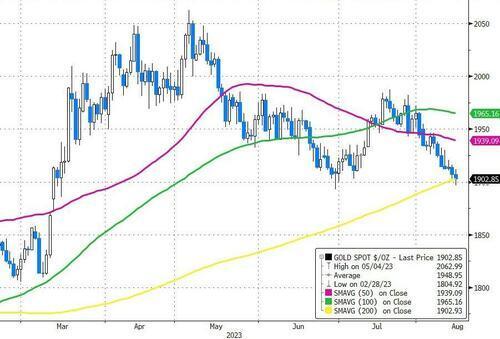 2050
2000
1965.16
1950
1939.09
1902.85
1900
1850
1800
GOLD SPOT $/OZ - Last Price 1902.85
High on 05/04/23 2062.99
Average 1948.95
Low on 02/28/23 1804.92
SMAVG (50) on Close 1939.09
SMAVG (100) on Close 1965.16
SMAVG (200) on Close 1902.93
Mar Apr May Jun Jul Aug
2023